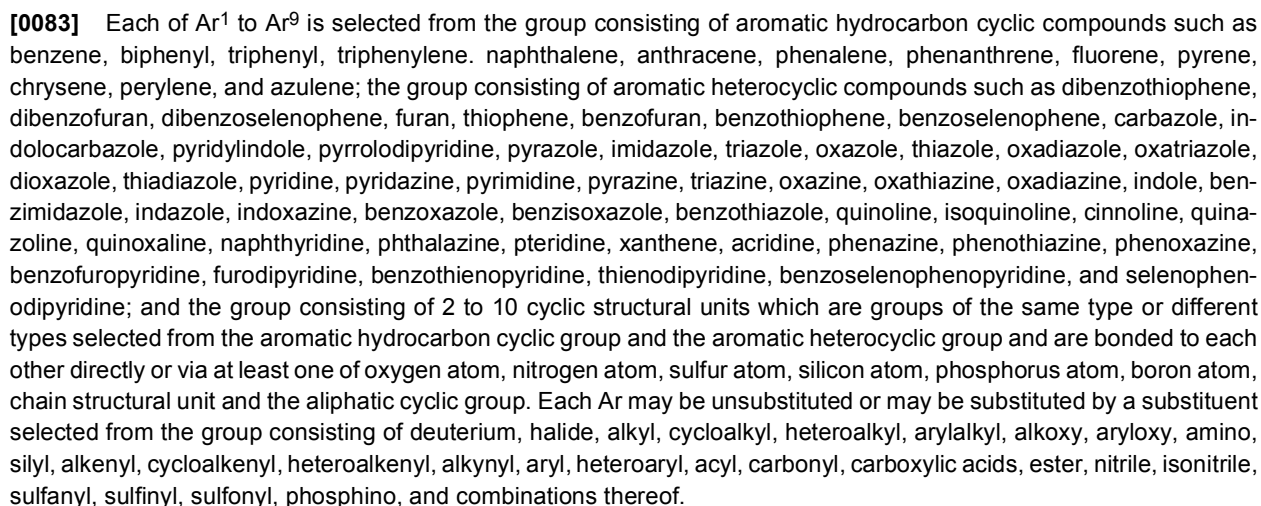 [0083] Each of Ar1 to Ar9 is selected from the group consisting of aromatic hydrocarbon cyclic compounds such as
benzene, biphenyl, triphenyl, triphenylene. naphthalene, anthracene, phenalene, phenanthrene, fluorene, pyrene,
chrysene, perylene, and azulene; the group consisting of aromatic heterocyclic compounds such as dibenzothiophene,
dibenzofuran, dibenzoselenophene, furan, thiophene, benzofuran, benzothiophene, benzoselenophene, carbazole, in-
dolocarbazole, pyridylindole, pyrrolodipyridine, pyrazole, imidazole, triazole, oxazole, thiazole, oxadiazole, oxatriazole,
dioxazole, thiadiazole, pyridine, pyridazine, pyrimidine, pyrazine, triazine, oxazine, oxathiazine, oxadiazine, indole, ben-
zimidazole, indazole, indoxazine, benzoxazole, benzisoxazole, benzothiazole, quinoline, isoquinoline, cinnoline, quina-
zoline, quinoxaline, naphthyridine, phthalazine, pteridine, xanthene, acridine, phenazine, phenothiazine, phenoxazine,
benzofuropyridine, furodipyridine, benzothienopyridine, thienodipyridine, benzoselenophenopyridine, and selenophen-
odipyridine; and the group consisting of 2 to 10 cyclic structural units which are groups of the same type or different
types selected from the aromatic hydrocarbon cyclic group and the aromatic heterocyclic group and are bonded to each
other directly or via at least one of oxygen atom, nitrogen atom, sulfur atom, silicon atom, phosphorus atom, boron atom,
chain structural unit and the aliphatic cyclic group. Each Ar may be unsubstituted or may be substituted by a substituent
selected from the group consisting of deuterium, halide, alkyl, cycloalkyl, heteroalkyl, arylalkyl, alkoxy, aryloxy, amino,
silyl, alkenyl, cycloalkenyl, heteroalkenyl, alkynyl, aryl, heteroaryl, acyl, carbonyl, carboxylic acids, ester, nitrile, isonitrile,
sulfanyl, sulfinyl, sulfonyl, phosphino, and combinations thereof.